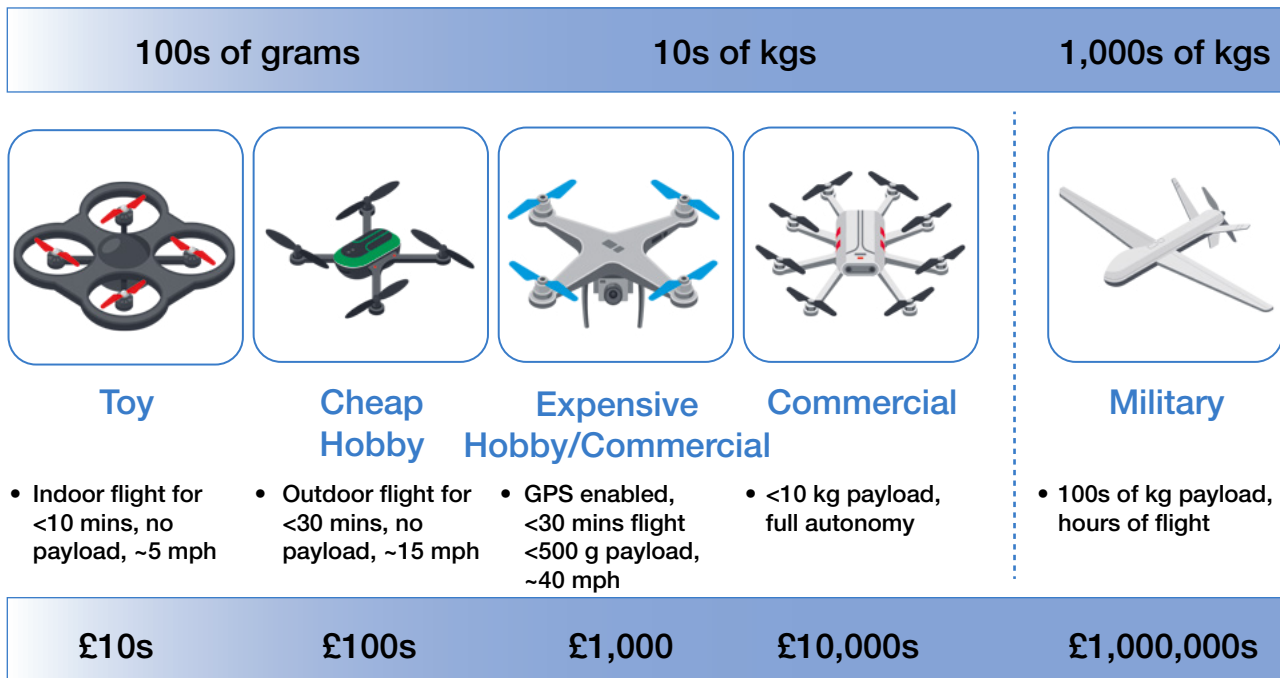 100s of grams
10s of kgs
1,000s of kgs
Toy
Cheap
Hobby
Expensive
Hobby/Commercial
Commercial
Military
• Indoor flight for
<10 mins, no
payload, ~5 mph
• Outdoor flight for
<30 mins, no
payload, ~15 mph
• GPS enabled,
<30 mins flight
<500 g payload,
~40 mph
• <10 kg payload,
full autonomy
• 100s of kg payload,
hours of flight
£10s
£100s
£1,000
£10,000s
£1,000,000s